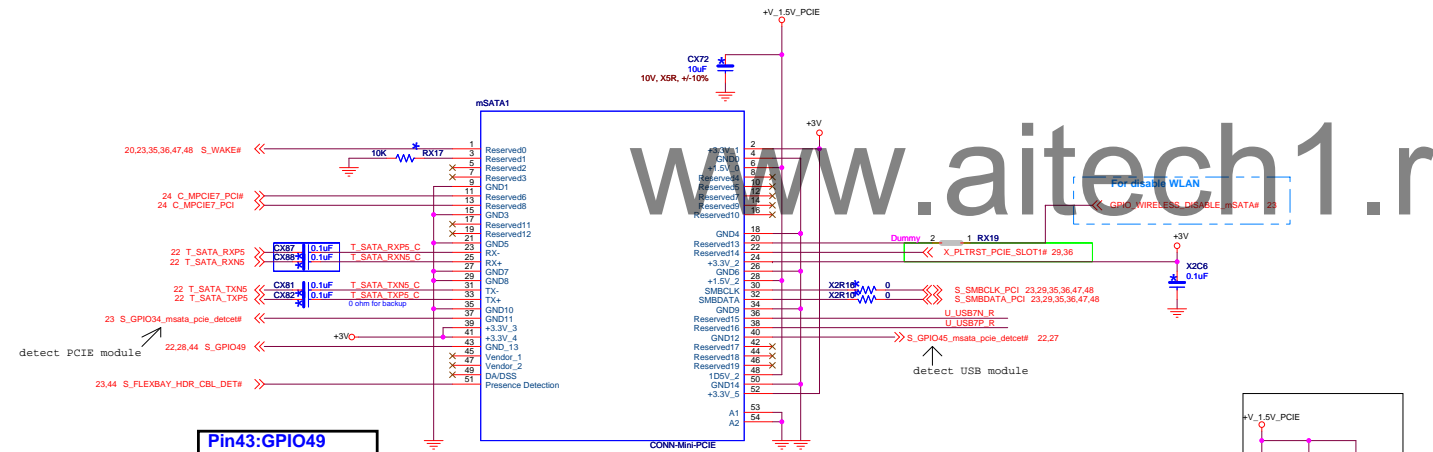 +V_1.5V_PCIE
CX72
10uF
10V, X5R, +/-10%
mSATA1
+3V
www.aitech1.r
20,23,35,36,47,48 S_WAKE#
10K RX17
24 C_MPCIE7_PCI#
24 C_MPCIE7_PCI
22 T_SATA_RXP5 CX87 0.1uF T_SATA_RXP5_C
22 T_SATA_RXN5 CX88 0.1uF T_SATA_RXN5_C
22 T_SATA_TXN5 CX81 0.1uF T_SATA_TXN5_C
22 T_SATA_TXP5 CX82 0.1uF T_SATA_TXP5_C
0 ohm for backup
23 S_GPIO34_msata_pcie_detcet#
detect PCIE module
+3V
22,28,44 S_GPIO49
23,44 S_FLEXBAY_HDR_CBL_DET#
1 Reserved0
3 Reserved1
5 Reserved2
7 Reserved3
9 GND1
11 Reserved6
13 Reserved8
15 GND3
17 Reserved11
19 Reserved12
21 GND5
23 RX-
25 RX+
27 GND7
29 GND8
31 TX-
33 TX+
35 GND10
37 GND11
39 +3.3V_3
41 +3.3V_4
43 GND_13
45 Vendor_1
47 Vendor_2
49 DA/DSS
51 Presence Detection
+3.3V_1 2
GND0 4
+1.5V_0 6
Reserved4 8
Reserved5 10
Reserved7 12
Reserved9 14
Reserved10 16
GND4 18
Reserved13 20
Reserved14 22
+3.3V_2 24
GND6 26
+1.5V_2 28
SMBCLK 30
SMBDATA 32
GND9 34
Reserved15 36
Reserved16 38
GND12 40
Reserved17 42
Reserved18 44
Reserved19 46
1D5V_2 48
GND14 50
+3.3V_5 52
A1 53
A2 54
CONN-Mini-PCIE
For disable WLAN
GPIO_WIRELESS_DISABLE_mSATA# 23
Dummy 2 1 RX19
X_PLTRST_PCIE_SLOT1# 29,36
+3V
X2C6
0.1uF
X2R16 0 S_SMBCLK_PCI 23,29,35,36,47,48
X2R10 0 S_SMBDATA_PCI 23,29,35,36,47,48
U_USB7N_R
U_USB7P_R
S_GPIO45_msata_pcie_detcet# 22,27
detect USB module
Pin43:GPIO49
+V_1.5V_PCIE